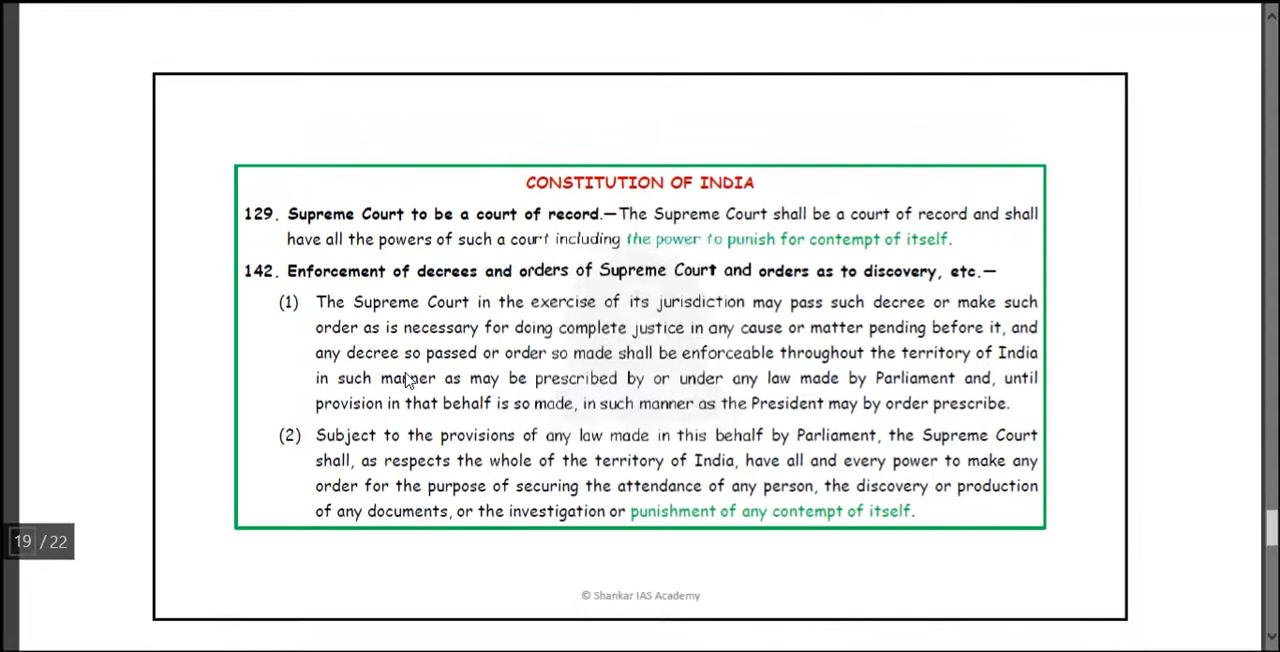 CONSTITUTION OF INDIA
129. Supreme Court to be a court of record.—The Supreme Court shall be a court of record and shall
have all the powers of such a court including the power to punish for contempt of itself.
142. Enforcement of decrees and orders of Supreme Court and orders as to discovery, etc.—
(1) The Supreme Court in the exercise of its jurisdiction may pass such decree or make such
order as is necessary for doing complete justice in any cause or matter pending before it, and
any decree so passed or order so made shall be enforceable throughout the territory of India
in such manner as may be prescribed by or under any law made by Parliament and, until
provision in that behalf is so made, in such manner as the President may by order prescribe.
(2) Subject to the provisions of any law made in this behalf by Parliament, the Supreme Court
shall, as respects the whole of the territory of India, have all and every power to make any
order for the purpose of securing the attendance of any person, the discovery or production
of any documents, or the investigation or punishment of any contempt of itself.
19 / 22
© Shankar IAS Academy